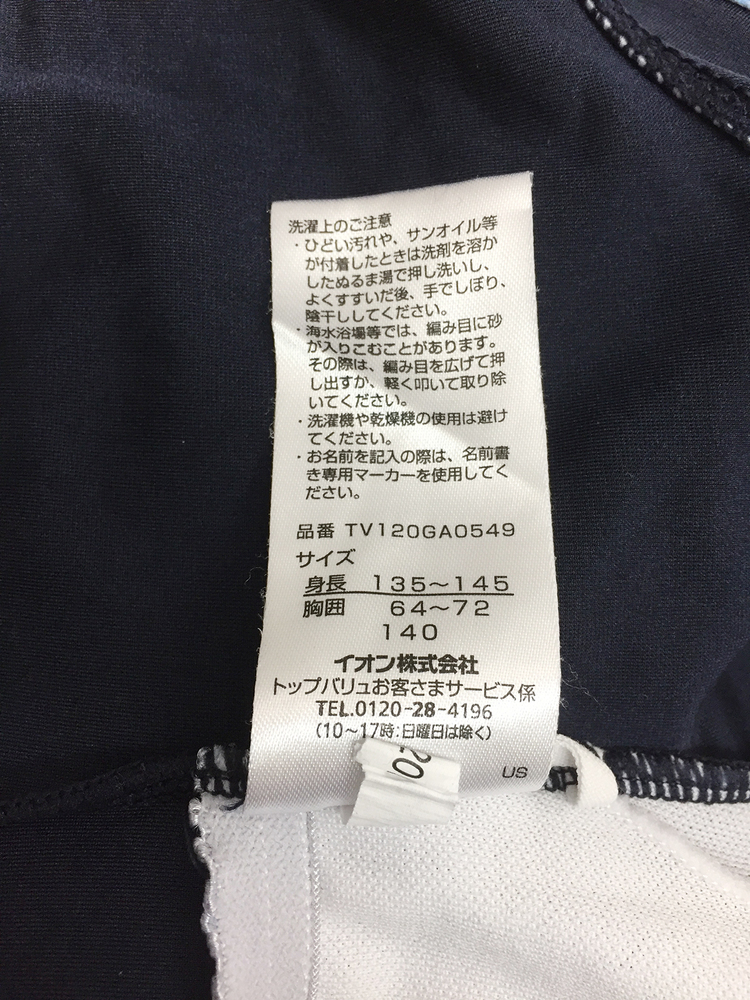 洗濯上のご注意
・ひどい汚れや、サンオイル等
が付着したときは洗剤を溶か
したぬるま湯で押し洗いし、
よくすすいだ後、手でしぼり、
陰干ししてください。
・海水浴場等では、編み目に砂
が入りこむことがあります。
その際は、編み目を広げて押
し出すか、軽く叩いて取り除
いてください。
・洗濯機や乾燥機の使用は避け
てください。
・お名前を記入の際は、名前書
き専用マーカーを使用してく
ださい。
品番 TV120GA0549
サイズ
身長 135〜145
胸囲 64〜72
140
イオン株式会社
トップバリュお客さまサービス係
TEL.0120-28-4196
(10〜17時:日曜日は除く)
20
US